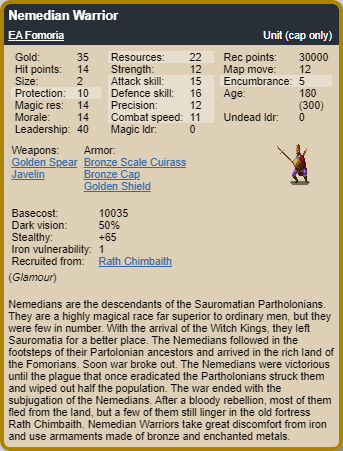 Nemedian Warrior
EA Fomoria Unit (cap only)
Gold: 35 Resources: 22 Rec points: 30000
Hit points: 14 Strength: 12 Map move: 12
Size: 2 Attack skill: 15 Encumbrance: 5
Protection: 10 Defence skill: 16 Age: 180
Magic res: 14 Precision: 12 (300)
Morale: 14 Combat speed: 11 Undead ldr: 0
Leadership: 40 Magic ldr: 0
Weapons: Armor:
Golden Spear Bronze Scale Cuirass
Javelin Bronze Cap
Golden Shield
Basecost: 10035
Dark vision: 50%
Stealthy: +65
Iron vulnerability: 1
Recruited from: Rath Chimbaith
(Glamour)
Nemedians are the descendants of the Sauromatian Partholonians.
They are a highly magical race far superior to ordinary men, but they
were few in number. With the arrival of the Witch Kings, they left
Sauromatia for a better place. The Nemedians followed in the
footsteps of their Partolonian ancestors and arrived in the rich land of
the Fomorians. Soon war broke out. The Nemedians were victorious
until the plague that once eradicated the Partholonians struck them
and wiped out half the population. The war ended with the
subjugation of the Nemedians. After a bloody rebellion, most of them
fled from the land, but a few of them still linger in the old fortress
Rath Chimbaith. Nemedian Warriors take great discomfort from iron
and use armaments made of bronze and enchanted metals.